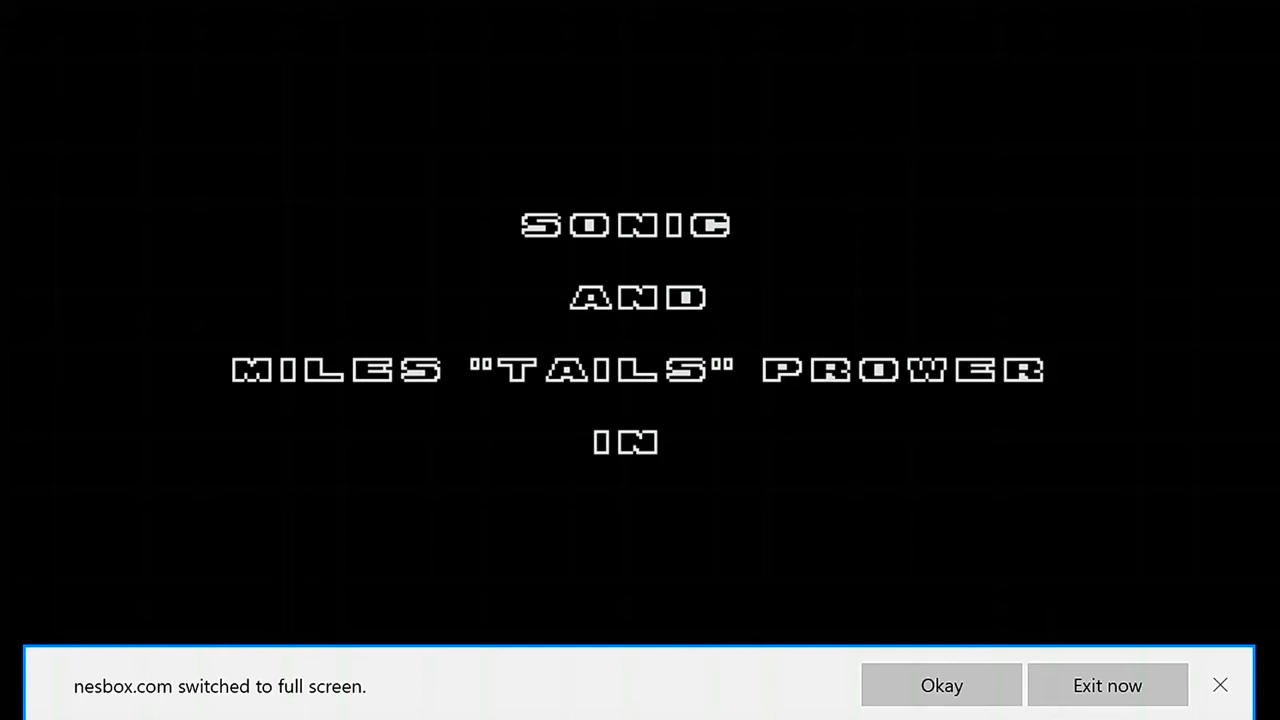 SONIC
AND
MILES "TAILS" PROWER
IN
nesbox.com switched to full screen.
Okay
Exit now